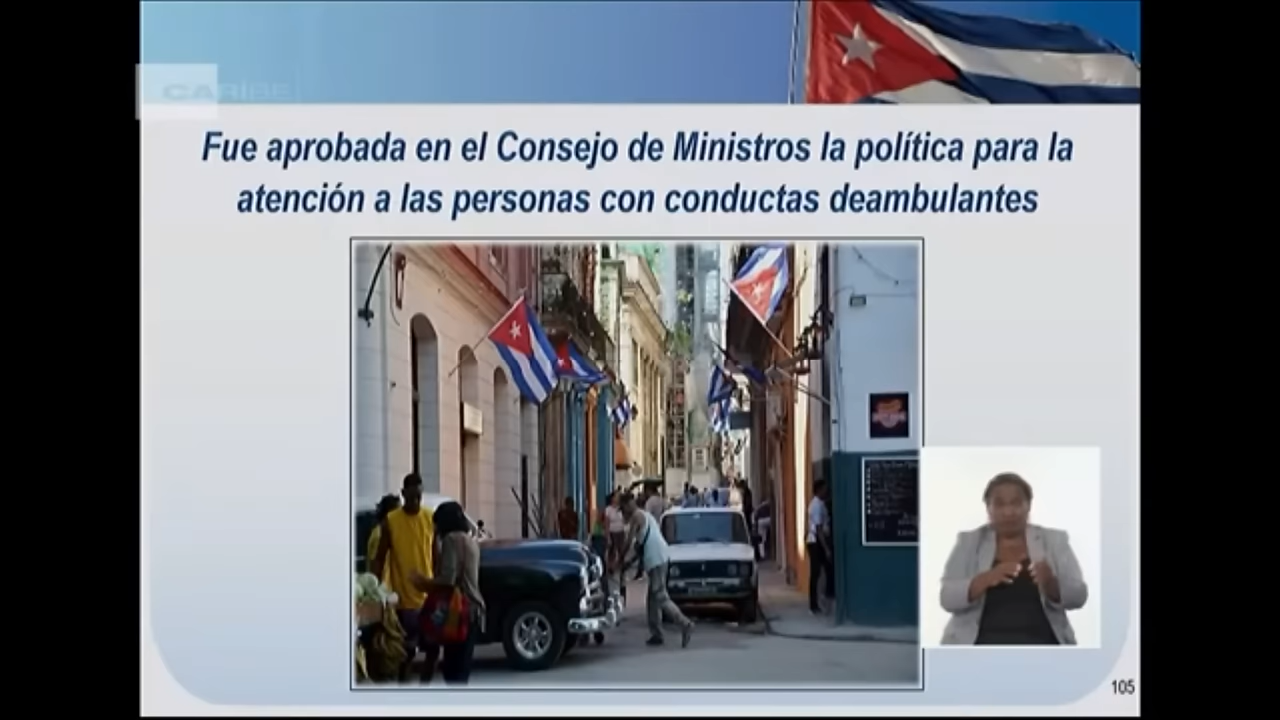 CARIBE
Fue aprobada en el Consejo de Ministros la política para la
atención a las personas con conductas deambulantes
105